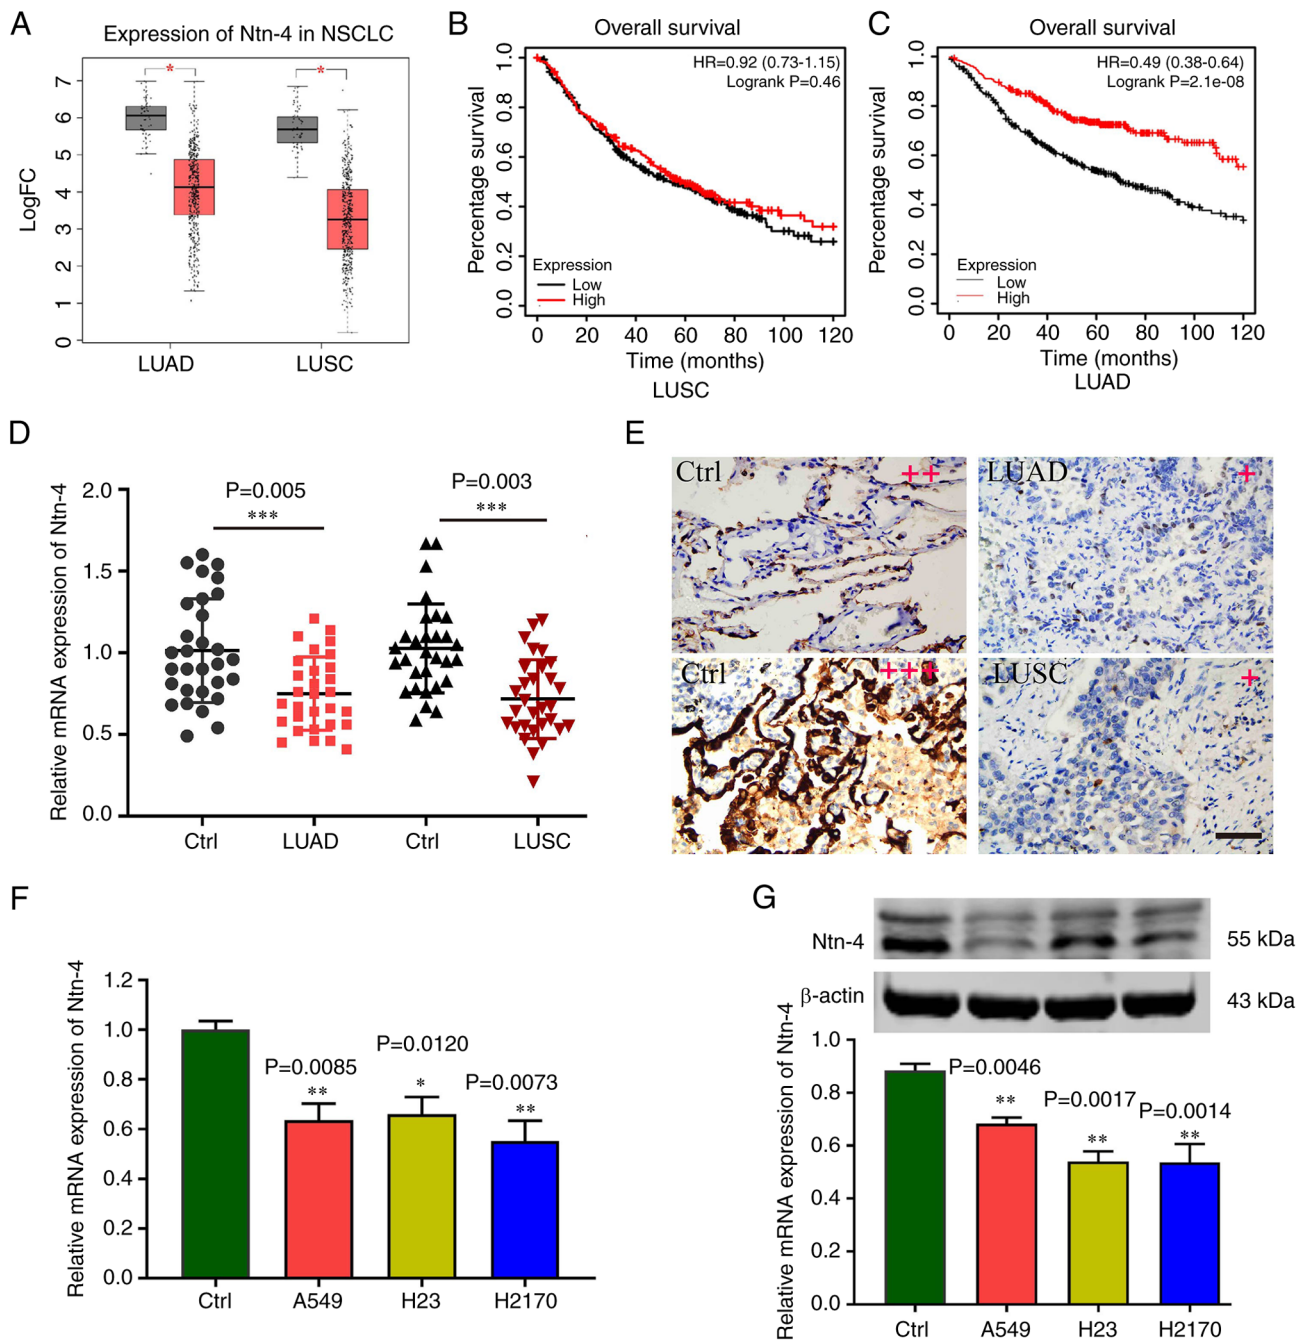 A
Expression of Ntn-4 in NSCLC
*
*
LogFC
7
6
5
4
3
2
1
0
LUAD
LUSC
B
Overall survival
HR=0.92 (0.73-1.15)
Logrank P=0.46
Percentage survival
1.0
0.8
0.6
0.4
0.2
0.0
Expression
Low
High
0
20
40
60
80
100
120
Time (months)
LUSC
C
Overall survival
HR=0.49 (0.38-0.64)
Logrank P=2.1e-08
Percentage survival
1.0
0.8
0.6
0.4
0.2
0.0
Expression
Low
High
0
20
40
60
80
100
120
Time (months)
LUAD
D
Relative mRNA expression of Ntn-4
2.0
1.5
1.0
0.5
0.0
P=0.005
***
P=0.003
***
Ctrl
LUAD
Ctrl
LUSC
E
Ctrl
++
LUAD
+
Ctrl
+++
LUSC
+
F
Relative mRNA expression of Ntn-4
1.2
1.0
0.8
0.6
0.4
0.2
0.0
P=0.0085
**
P=0.0120
*
P=0.0073
**
Ctrl
A549
H23
H2170
G
Ntn-4
55 kDa
β-actin
43 kDa
Relative mRNA expression of Ntn-4
1.0
0.8
0.6
0.4
0.2
0.0
P=0.0046
**
P=0.0017
**
P=0.0014
**
Ctrl
A549
H23
H2170